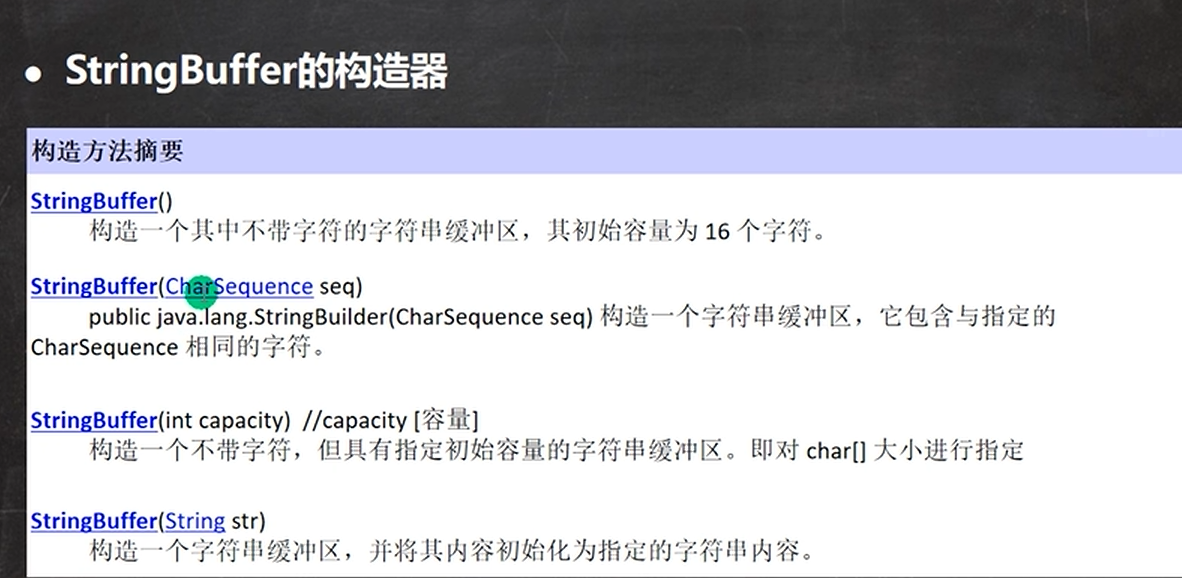 ● StringBuffer的构造器
构造方法摘要
StringBuffer()
构造一个其中不带字符的字符串缓冲区，其初始容量为 16 个字符。
StringBuffer(CharSequence seq)
public java.lang.StringBuilder(CharSequence seq) 构造一个字符串缓冲区，它包含与指定的
CharSequence 相同的字符。
StringBuffer(int capacity) //capacity [容量]
构造一个不带字符，但具有指定初始容量的字符串缓冲区。即对 char[] 大小进行指定
StringBuffer(String str)
构造一个字符串缓冲区，并将其内容初始化为指定的字符串内容。